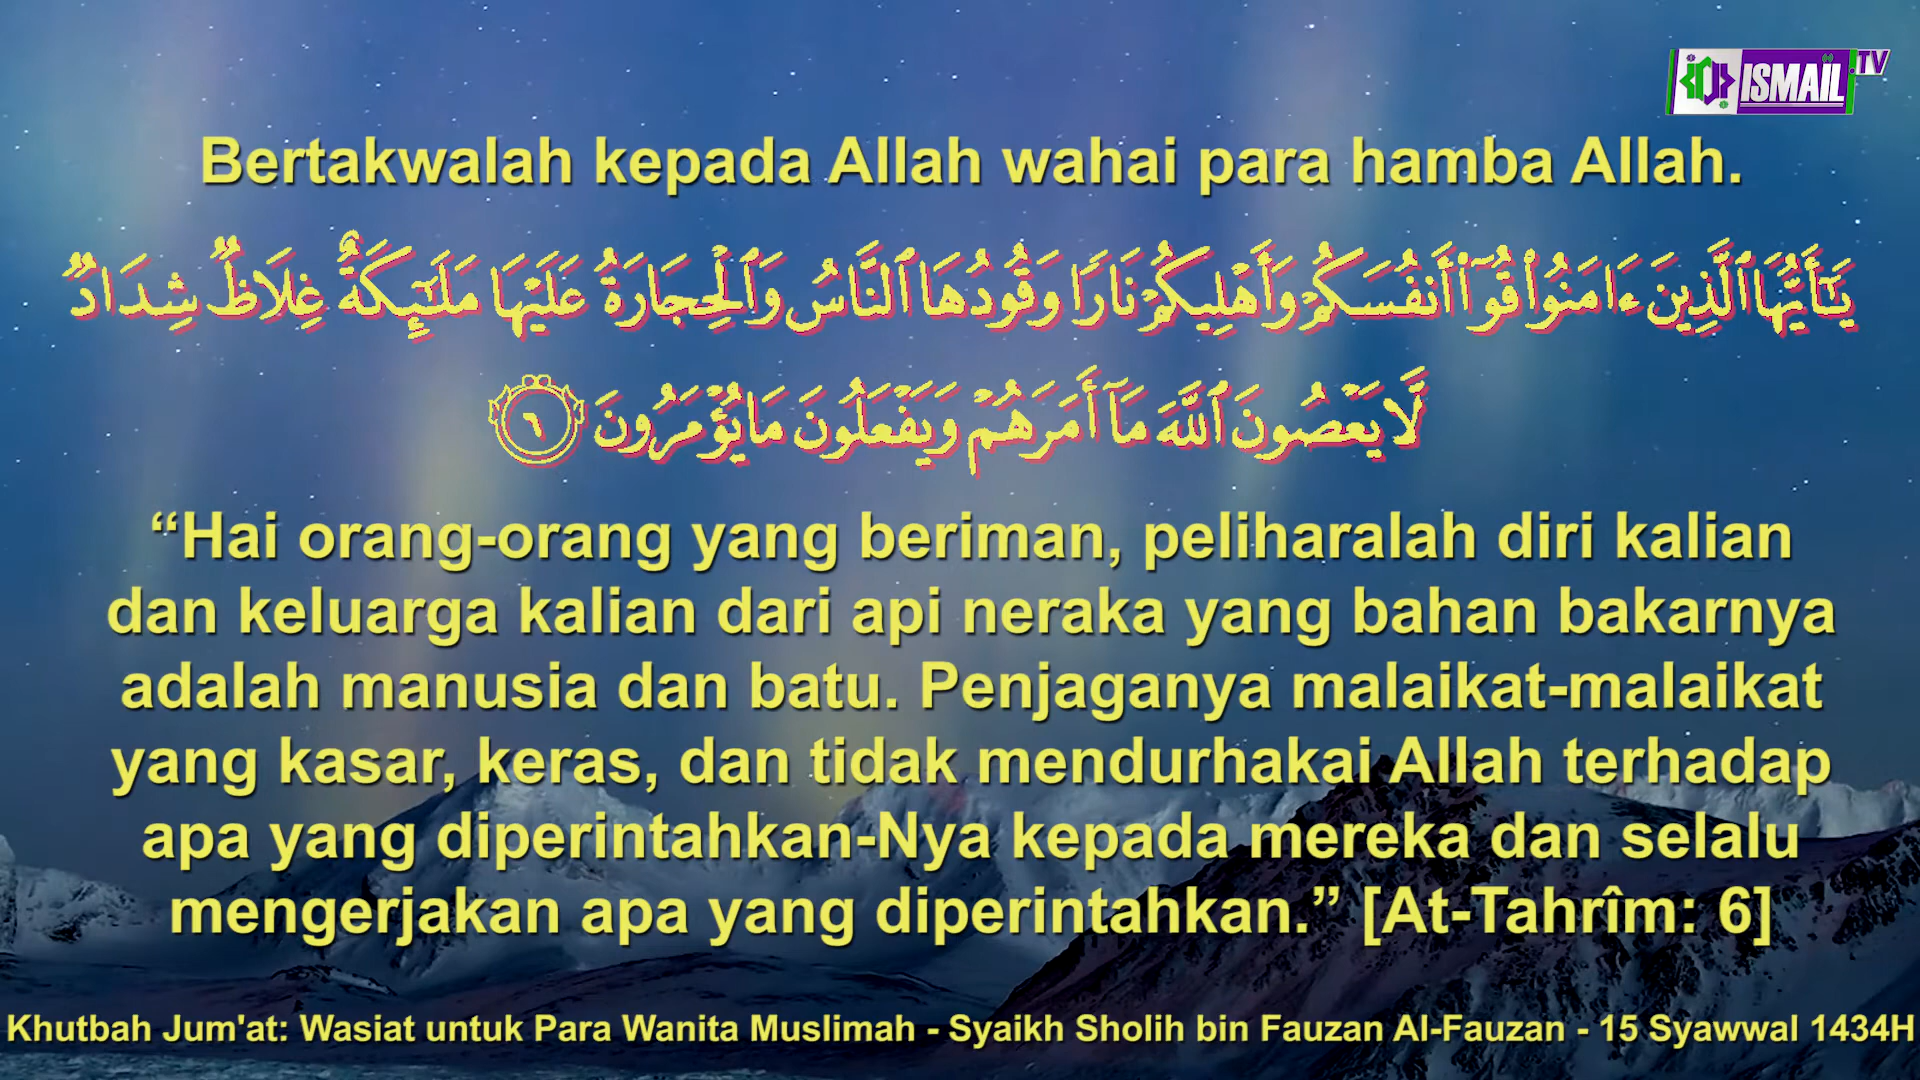 ISMAIL TV
Bertakwalah kepada Allah wahai para hamba Allah.
يَـٰٓأَيُّهَا ٱلَّذِينَ ءَامَنُوا۟ قُوٓا۟ أَنفُسَكُمْ وَأَهْلِيكُمْ نَارًا وَقُودُهَا ٱلنَّاسُ وَٱلْحِجَارَةُ عَلَيْهَا مَلَـٰٓئِكَةٌ غِلَاظٌ شِدَادٌ
لَّا يَعْصُونَ ٱللَّهَ مَآ أَمَرَهُمْ وَيَفْعَلُونَ مَا يُؤْمَرُونَ ٦
“Hai orang-orang yang beriman, peliharalah diri kalian
dan keluarga kalian dari api neraka yang bahan bakarnya
adalah manusia dan batu. Penjaganya malaikat-malaikat
yang kasar, keras, dan tidak mendurhakai Allah terhadap
apa yang diperintahkan-Nya kepada mereka dan selalu
mengerjakan apa yang diperintahkan.” [At-Tahrîm: 6]
Khutbah Jum'at: Wasiat untuk Para Wanita Muslimah - Syaikh Sholih bin Fauzan Al-Fauzan - 15 Syawwal 1434H